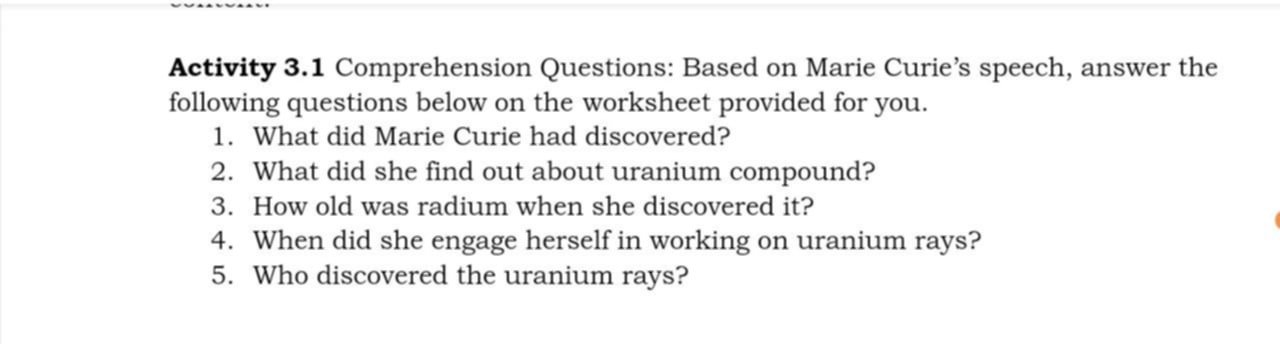 Activity 3.1 Comprehension Questions: Based on Marie Curie’s speech, answer the
following questions below on the worksheet provided for you.
1. What did Marie Curie had discovered?
2. What did she find out about uranium compound?
3. How old was radium when she discovered it?
4. When did she engage herself in working on uranium rays?
5. Who discovered the uranium rays?